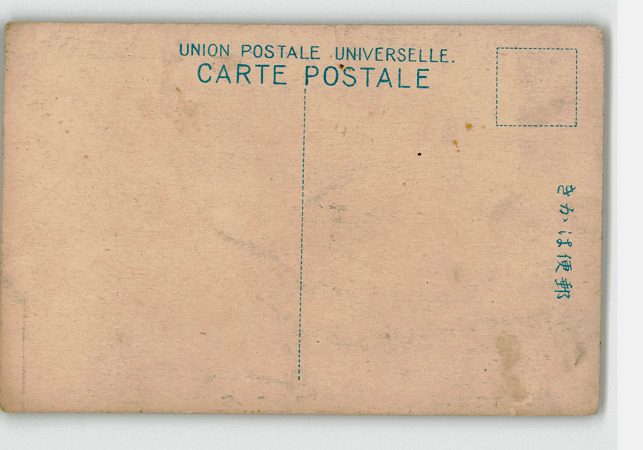 UNION POSTALE UNIVERSELLE.
CARTE POSTALE
きかは便郵